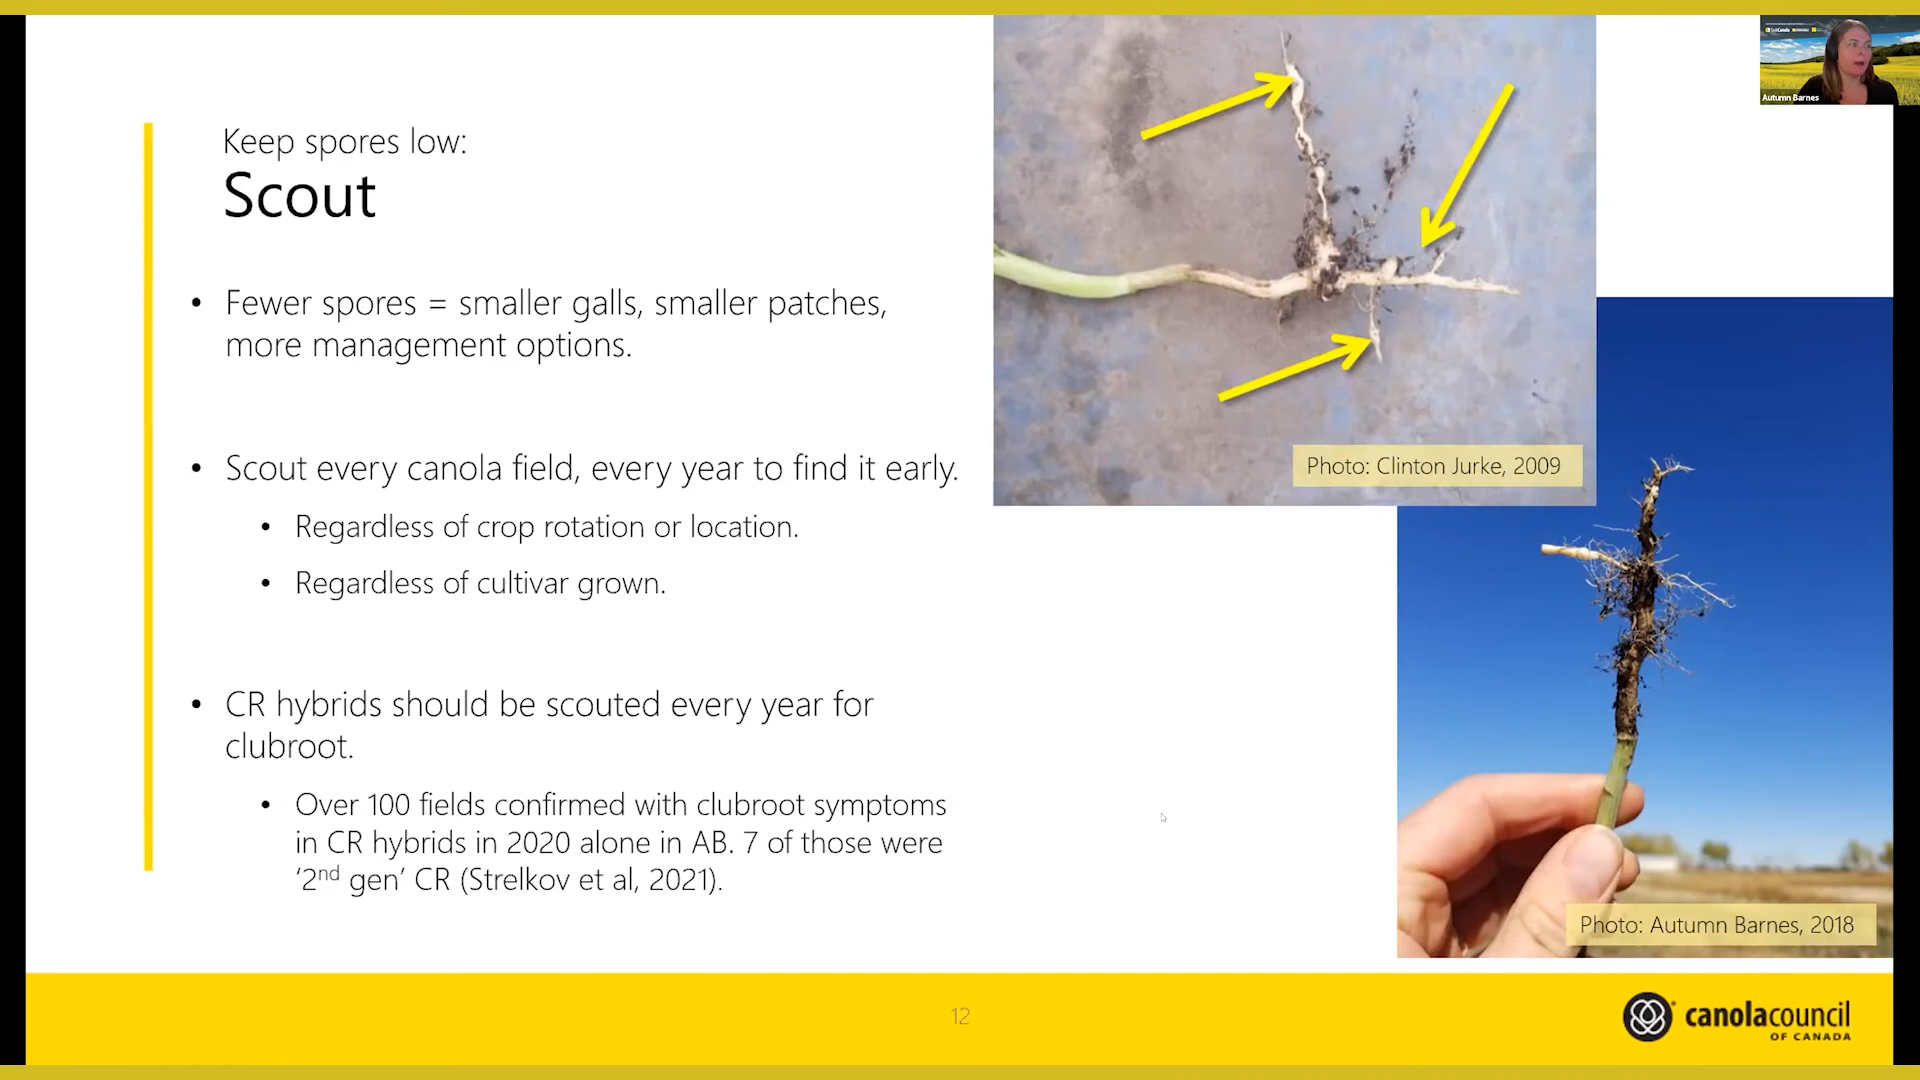 Autumn Barnes
Keep spores low:
Scout
• Fewer spores = smaller galls, smaller patches,
more management options.
• Scout every canola field, every year to find it early.
• Regardless of crop rotation or location.
• Regardless of cultivar grown.
• CR hybrids should be scouted every year for
clubroot.
• Over 100 fields confirmed with clubroot symptoms
in CR hybrids in 2020 alone in AB. 7 of those were
‘2nd gen’ CR (Strelkov et al, 2021).
Photo: Clinton Jurke, 2009
Photo: Autumn Barnes, 2018
12
canolacouncil
OF CANADA